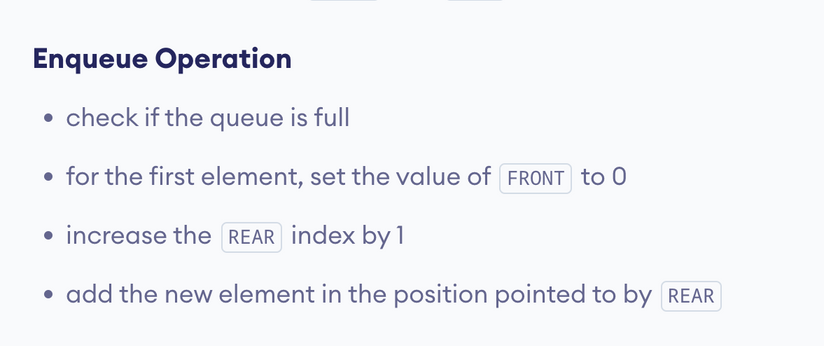 Enqueue Operation
check if the queue is full
for the first element, set the value of FRONT to 0
increase the REAR index by 1
add the new element in the position pointed to by REAR